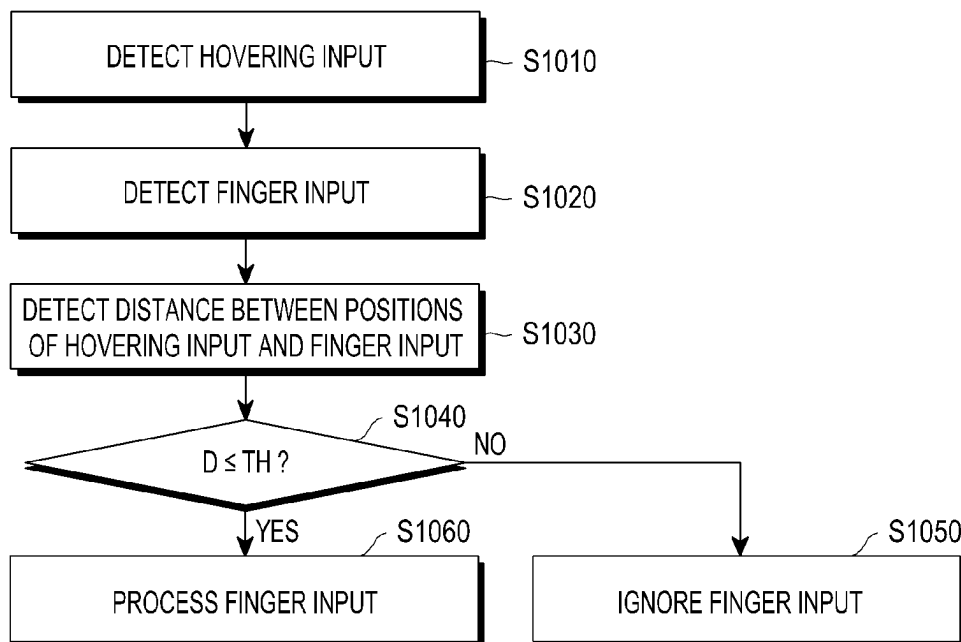 DETECT HOVERING INPUT
S1010
DETECT FINGER INPUT
S1020
DETECT DISTANCE BETWEEN POSITIONS
OF HOVERING INPUT AND FINGER INPUT
S1030
S1040
D ≤ TH ?
NO
YES
S1060
S1050
PROCESS FINGER INPUT
IGNORE FINGER INPUT